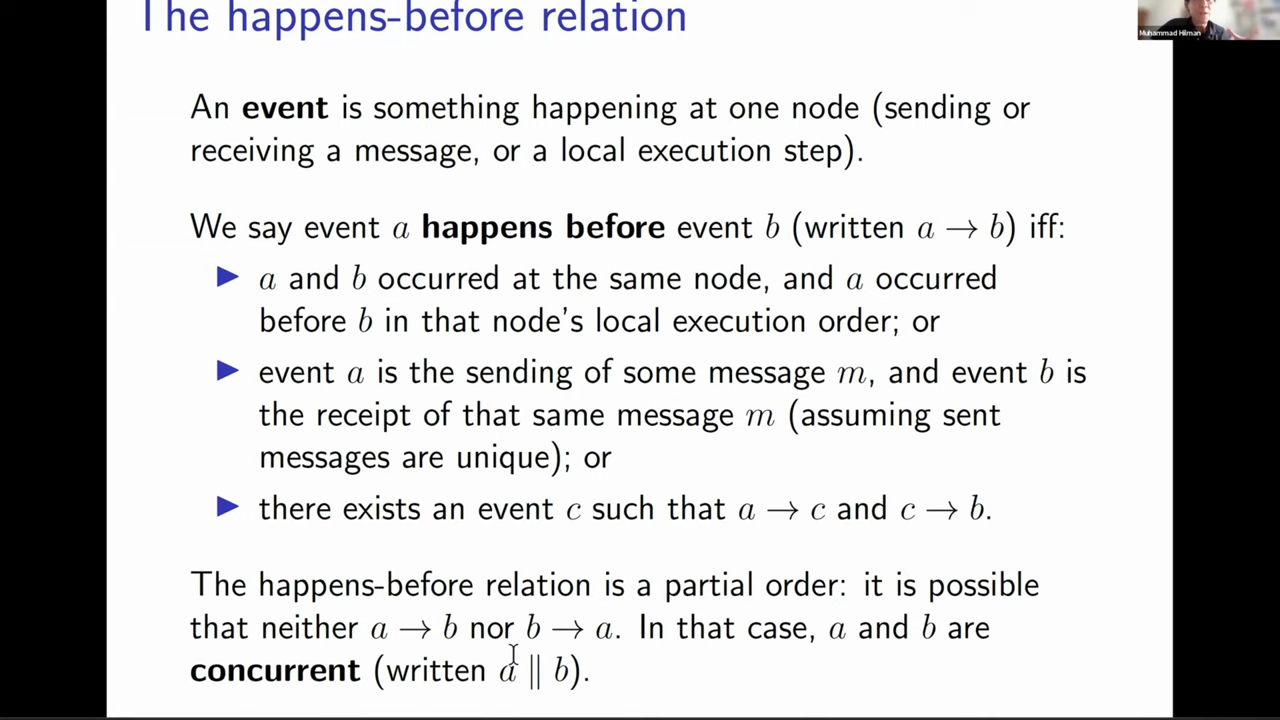 The happens-before relation
Muhammad Hilman
An event is something happening at one node (sending or
receiving a message, or a local execution step).
We say event a happens before event b (written a → b) iff:
▶ a and b occurred at the same node, and a occurred
before b in that node's local execution order; or
▶ event a is the sending of some message m, and event b is
the receipt of that same message m (assuming sent
messages are unique); or
▶ there exists an event c such that a → c and c → b.
The happens-before relation is a partial order: it is possible
that neither a → b nor b → a. In that case, a and b are
concurrent (written a ∥ b).